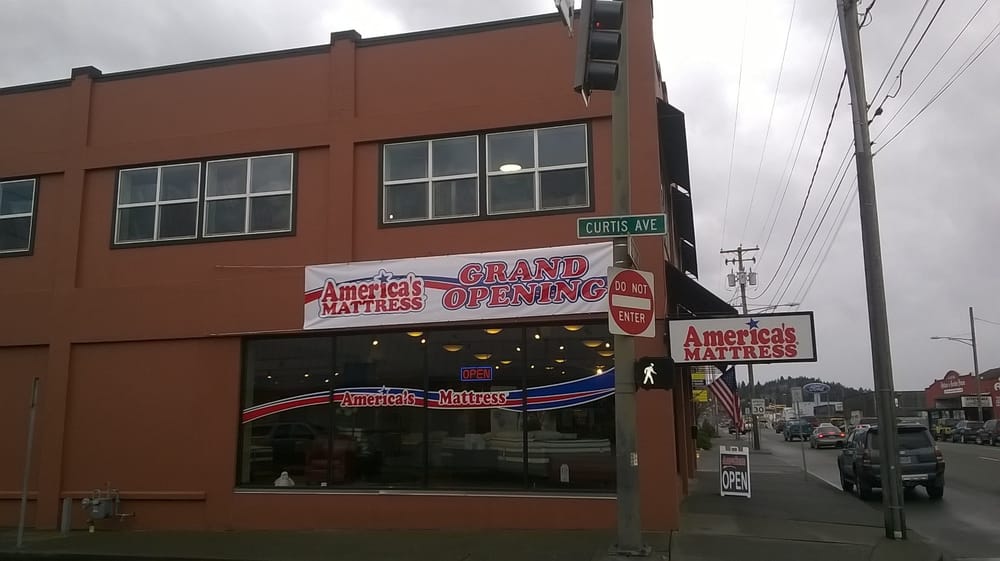 CURTIS AVE
America's
MATTRESS
GRAND
OPENING
DO NOT
ENTER
America's
MATTRESS
OPEN
America's Mattress
OPEN